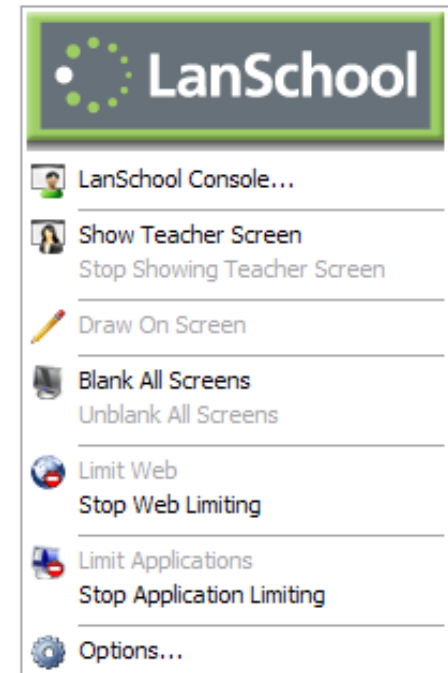 LanSchool
LanSchool Console...
Show Teacher Screen
Stop Showing Teacher Screen
Draw On Screen
Blank All Screens
Unblank All Screens
Limit Web
Stop Web Limiting
Limit Applications
Stop Application Limiting
Options...